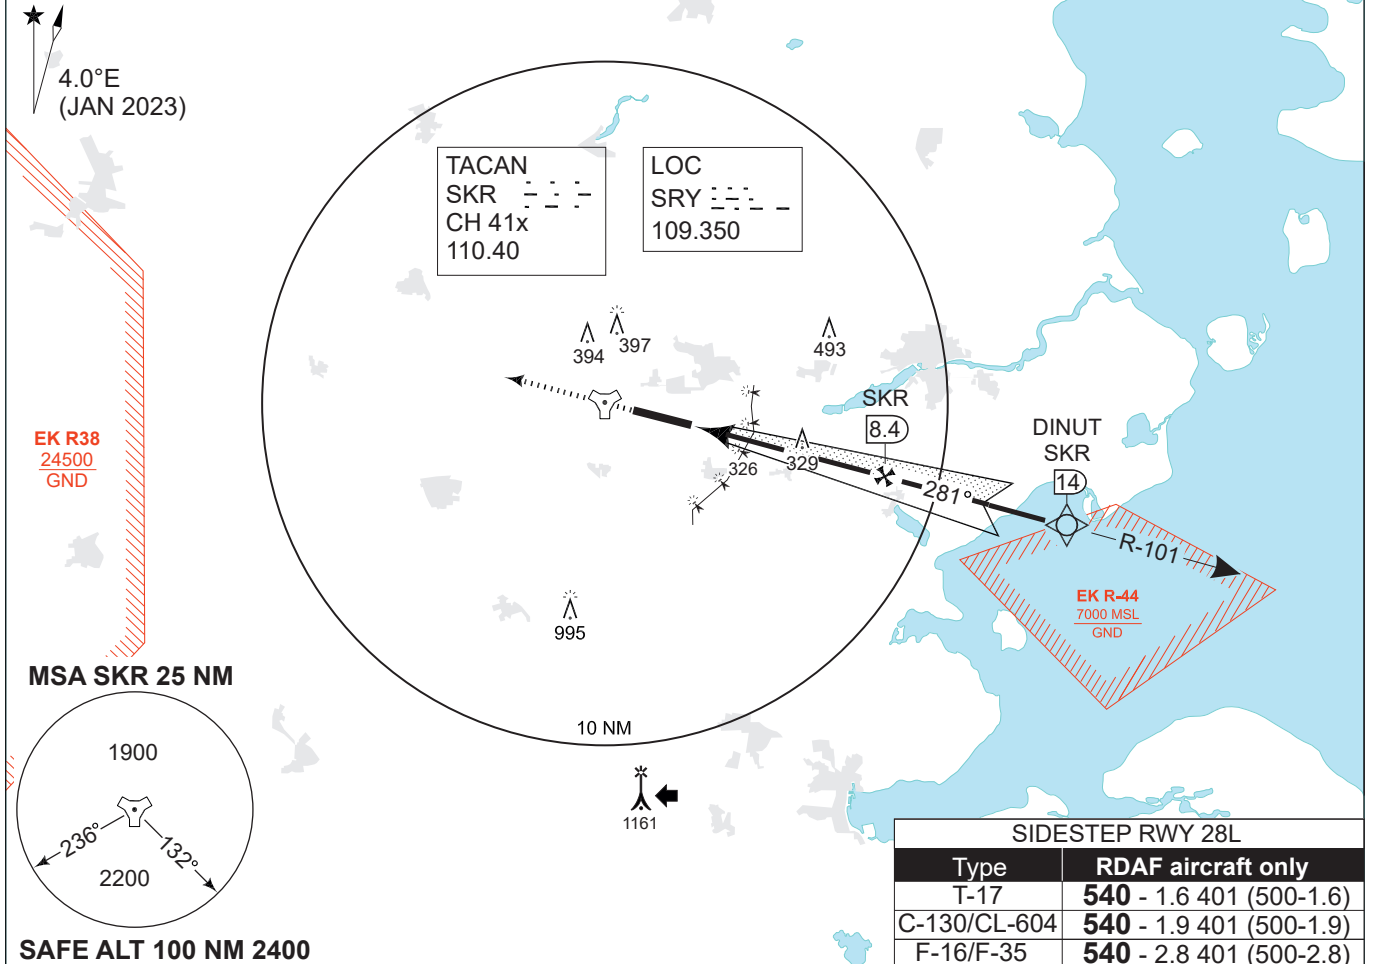 4.0°E
(JAN 2023)
TACAN
SKR
CH 41x
110.40
LOC
SRY
109.350
394
397
493
SKR
8.4
DINUT
SKR
14
EK R38
24500
GND
326
329
281°
R-101
EK R-44
7000 MSL
GND
995
MSA SKR 25 NM
1900
236°
132°
2200
SAFE ALT 100 NM 2400
10 NM
1161
SIDESTEP RWY 28L
Type RDAF aircraft only
T-17 540 - 1.6 401 (500-1.6)
C-130/CL-604 540 - 1.9 401 (500-1.9)
F-16/F-35 540 - 2.8 401 (500-2.8)